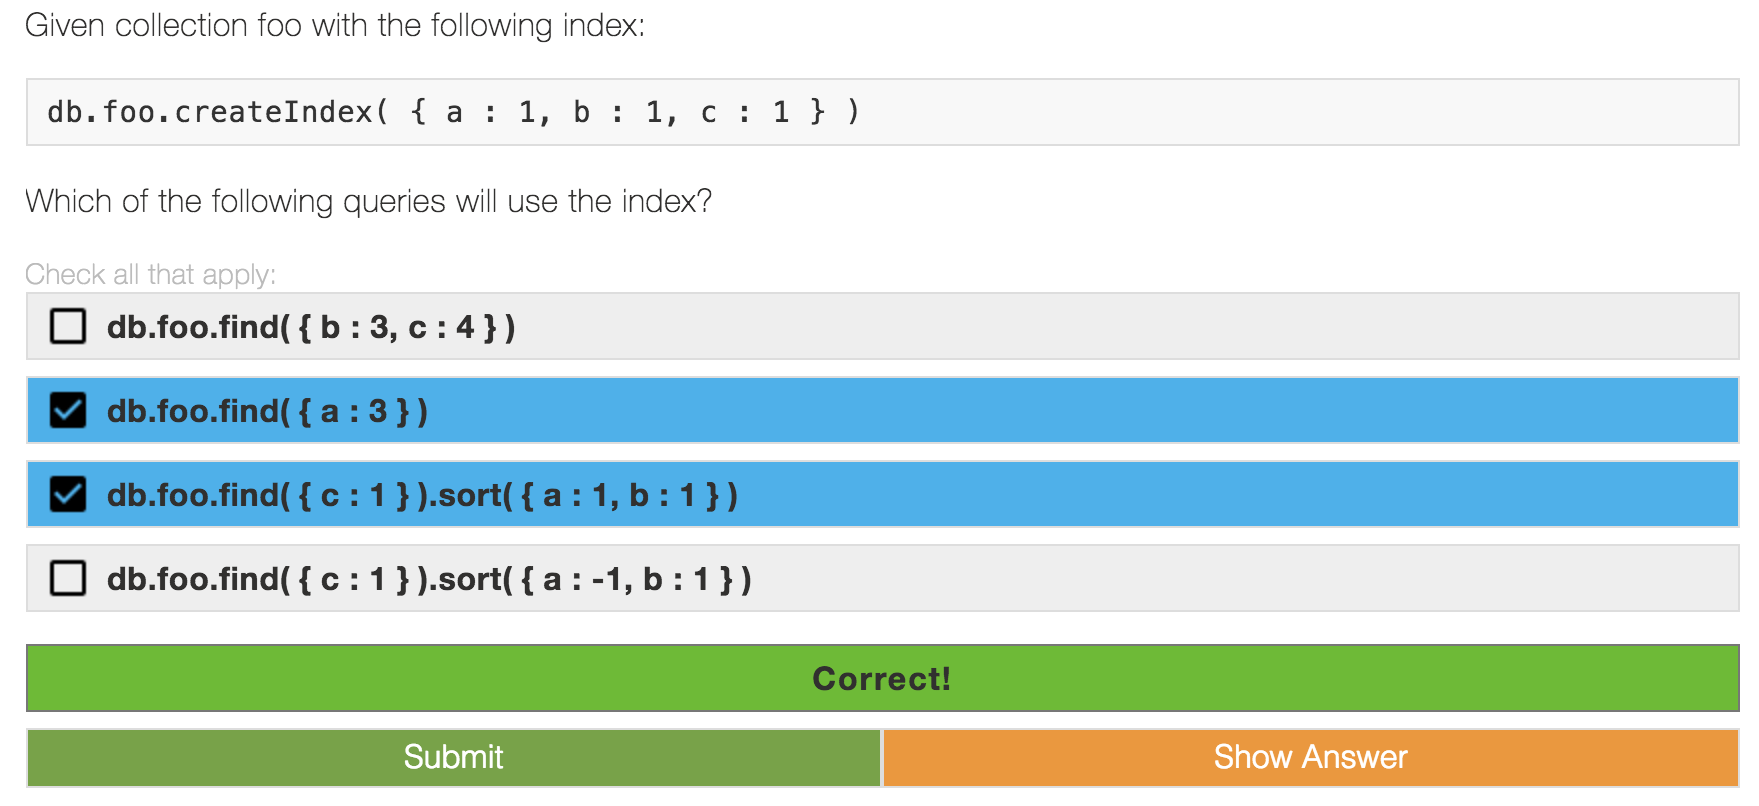 Given collection foo with the following index:
db.foo.createIndex( { a : 1, b : 1, c : 1 } )
Which of the following queries will use the index?
Check all that apply:
db.foo.find( { b : 3, c : 4 } )
db.foo.find( { a : 3 } )
db.foo.find( { c : 1 } ).sort( { a : 1, b : 1 } )
db.foo.find( { c : 1 } ).sort( { a : -1, b : 1 } )
Correct!
Submit
Show Answer